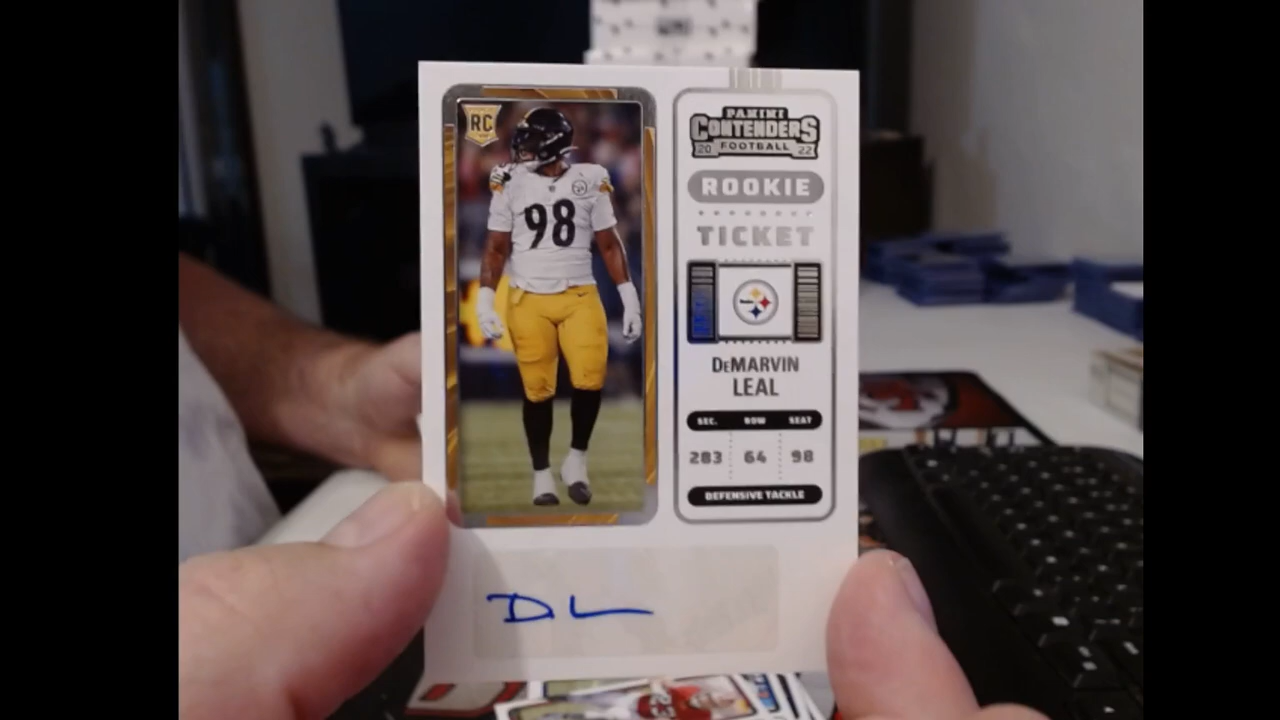 RC
98
PANINI
CONTENDERS
20 FOOTBALL 22
ROOKIE
TICKET
DEMARVIN
LEAL
SEC. ROW SEAT
283 64 98
DEFENSIVE TACKLE
D L